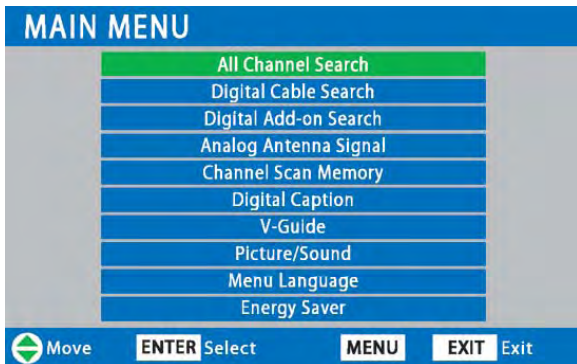 MAIN MENU
All Channel Search
Digital Cable Search
Digital Add-on Search
Analog Antenna Signal
Channel Scan Memory
Digital Caption
V-Guide
Picture/Sound
Menu Language
Energy Saver
Move ENTER Select MENU EXIT Exit